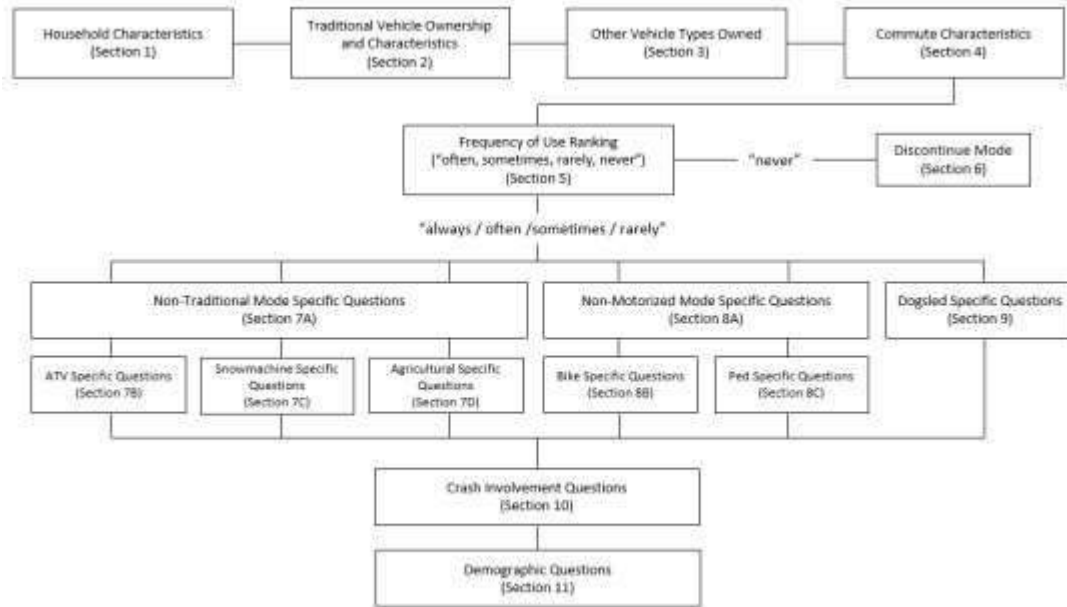 Household Characteristics
(Section 1)
Traditional Vehicle Ownership
and Characteristics
(Section 2)
Other Vehicle Types Owned
(Section 3)
Commute Characteristics
(Section 4)
Frequency of Use Ranking
("often, sometimes, rarely, never")
(Section 5)
"never"
Discontinue Mode
(Section 6)
"always / often /sometimes / rarely"
Non-Traditional Mode Specific Questions
(Section 7A)
Non-Motorized Mode Specific Questions
(Section 8A)
Dogsled Specific Questions
(Section 9)
ATV Specific Questions
(Section 7B)
Snowmachine Specific
Questions
(Section 7C)
Agricultural Specific
Questions
(Section 7D)
Bike Specific Questions
(Section 8B)
Ped Specific Questions
(Section 8C)
Crash Involvement Questions
(Section 10)
Demographic Questions
(Section 11)